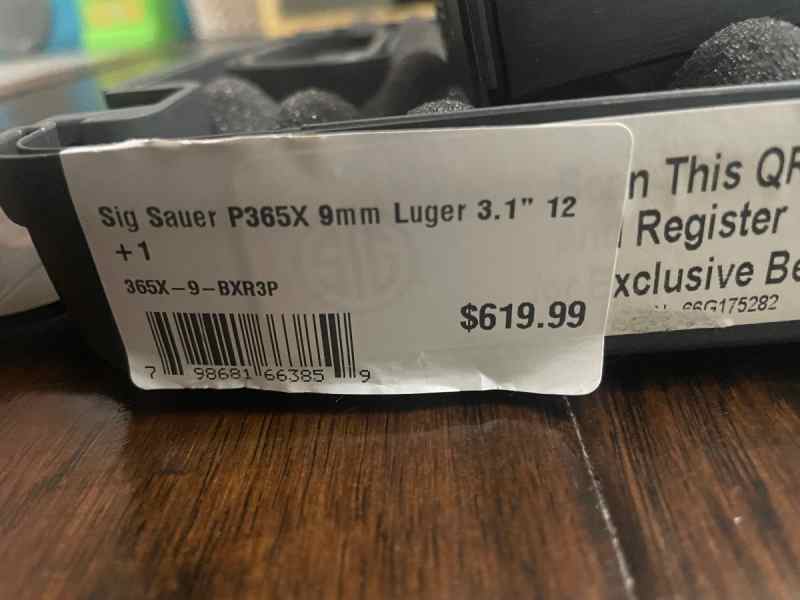 Sig Sauer P365X 9mm Luger 3.1" 12
+1
365X-9-BXR3P
$619.99
7 98681 66385 9
SIG
This
Register
xclusive Be
66G175282